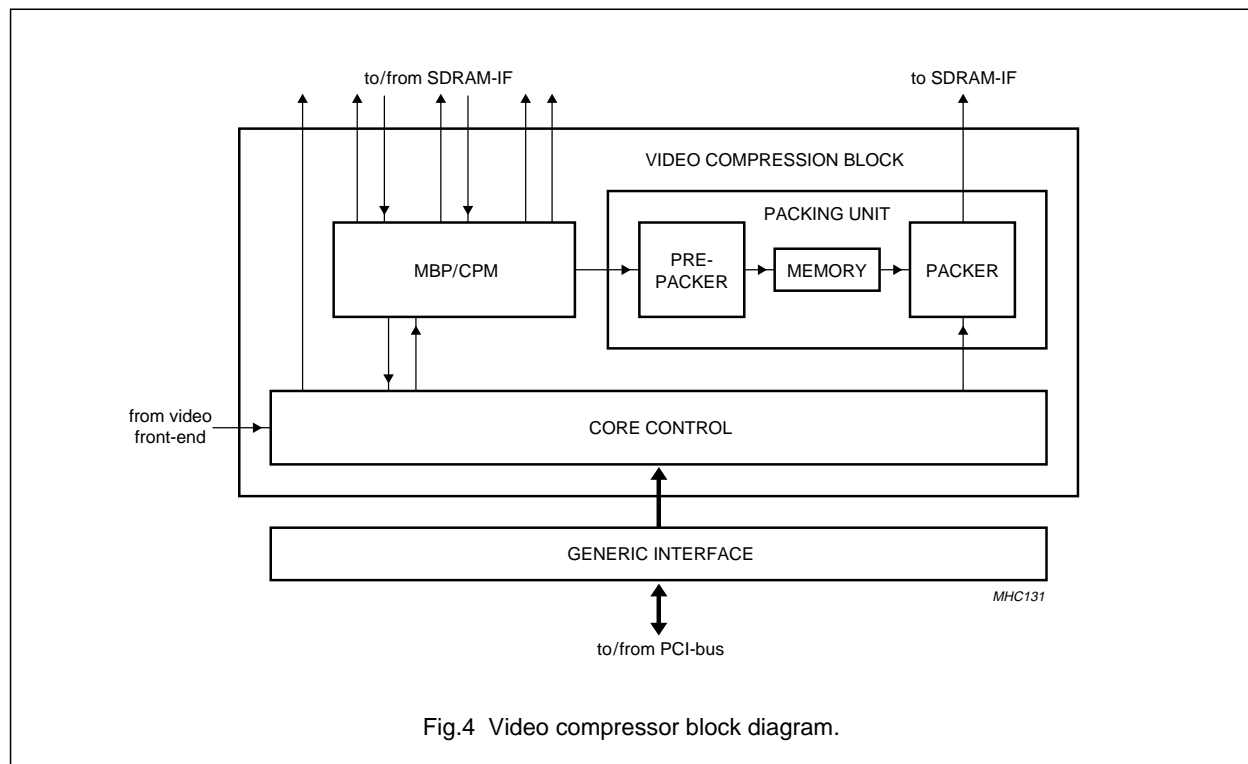 to/from SDRAM-IF
to SDRAM-IF
VIDEO COMPRESSION BLOCK
PACKING UNIT
MBP/CPM
PRE-
PACKER
MEMORY
PACKER
from video
front-end
CORE CONTROL
GENERIC INTERFACE
MHC131
to/from PCI-bus
Fig.4 Video compressor block diagram.